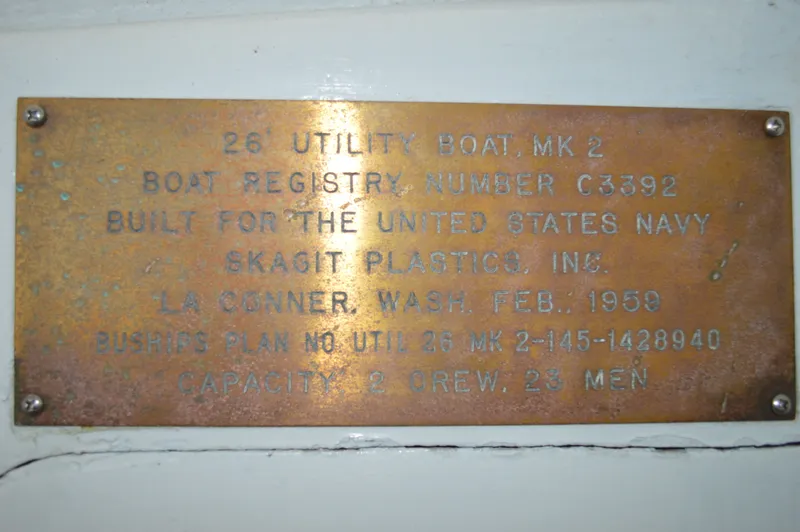 26' UTILITY BOAT, MK 2
BOAT REGISTRY NUMBER C3392
BUILT FOR THE UNITED STATES NAVY
SKAGIT PLASTICS, INC.
LA CONNER, WASH. FEB., 1959
BUSHIPS PLAN NO UTIL 26 MK 2-145-1428940
CAPACITY, 2 CREW, 23 MEN